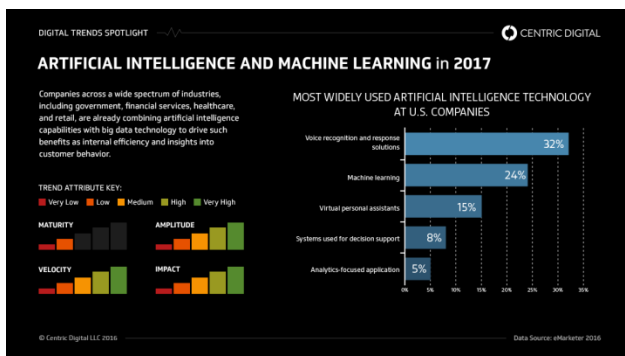 DIGITAL TRENDS SPOTLIGHT
CENTRIC DIGITAL
ARTIFICIAL INTELLIGENCE AND MACHINE LEARNING in 2017
Companies across a wide spectrum of industries,
including government, financial services, healthcare,
and retail, are already combining artificial intelligence
capabilities with big data technology to drive such
benefits as internal efficiency and insights into
customer behavior.
TREND ATTRIBUTE KEY:
Very Low Low Medium High Very High
MATURITY
AMPLITUDE
VELOCITY
IMPACT
MOST WIDELY USED ARTIFICIAL INTELLIGENCE TECHNOLOGY
AT U.S. COMPANIES
Voice recognition and response
solutions
32%
Machine learning
24%
Virtual personal assistants
15%
Systems used for decision support
8%
Analytics-focused application
5%
0% 5% 10% 15% 20% 25% 30% 35%
© Centric Digital LLC 2016
Data Source: eMarketer 2016